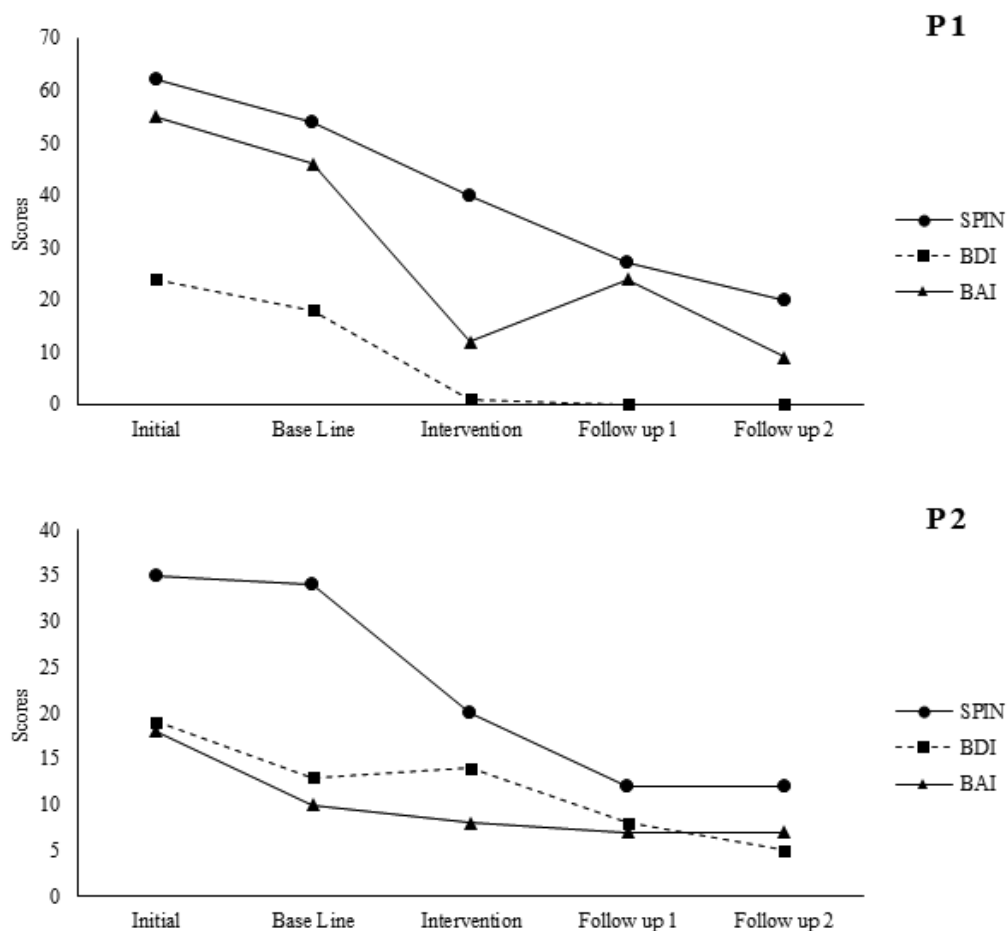 P1
70
60
50
40
30
20
10
0
Scores
Initial Base Line Intervention Follow up 1 Follow up 2
SPIN
BDI
BAI
P2
40
35
30
25
20
15
10
5
0
Scores
Initial Base Line Intervention Follow up 1 Follow up 2
SPIN
BDI
BAI